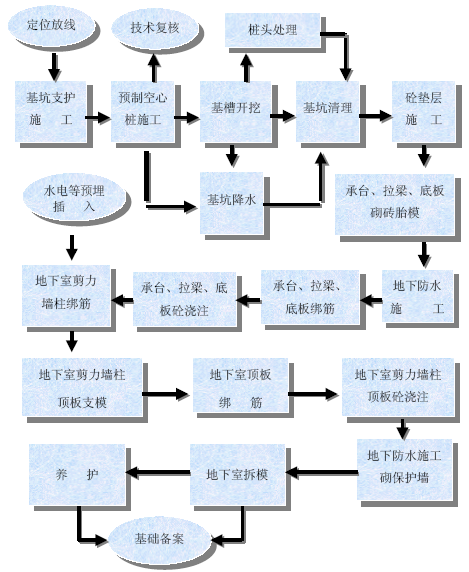 定位放线
技术复核
桩头处理
基坑支护
施 工
预制空心
桩施工
基槽开挖
基坑清理
砼垫层
施 工
水电等预埋
插 入
基坑降水
承台、拉梁、底板
砌砖胎模
地下室剪力
墙柱绑筋
承台、拉梁、底
板砼浇注
承台、拉梁、
底板绑筋
地下防水
施 工
地下室剪力墙柱
顶板支模
地下室顶板
绑 筋
地下室剪力墙柱
顶板砼浇注
养 护
地下室拆模
地下防水施工
砌保护墙
基础备案